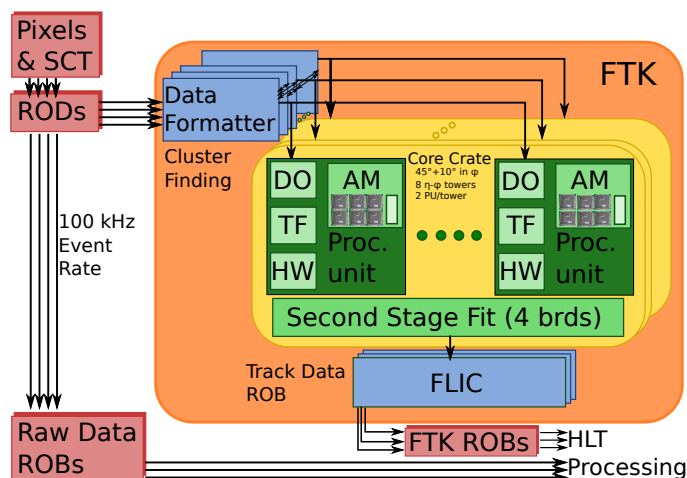 Pixels
& SCT
RODs
Data
Formatter
Cluster
Finding
FTK
100 kHz
Event
Rate
Core Crate
45°+10° in φ
8 η-φ towers
2 PU/tower
DO
TF
HW
AM
Proc.
unit
DO
TF
HW
AM
Proc.
unit
Second Stage Fit (4 brds)
Track Data
ROB
FLIC
Raw Data
ROBs
FTK ROBs
HLT
Processing